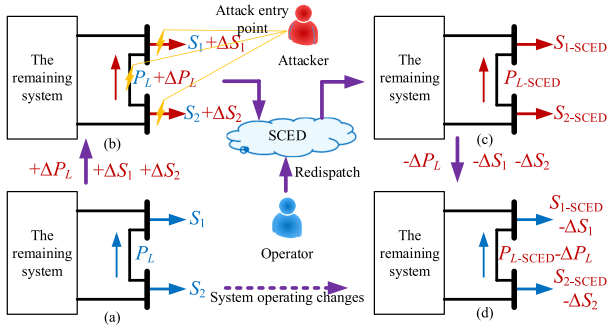 Attack entry
point
Attacker
The
remaining
system
S1+ΔS1
PL+ΔPL
S2+ΔS2
(b)
SCED
The
remaining
system
S1-SCED
PL-SCED
S2-SCED
(c)
+ΔPL
+ΔS1 +ΔS2
Redispatch
-ΔPL
-ΔS1 -ΔS2
The
remaining
system
S1
PL
S2
(a)
Operator
System operating changes
The
remaining
system
S1-SCED
-ΔS1
PL-SCED-ΔPL
S2-SCED
-ΔS2
(d)